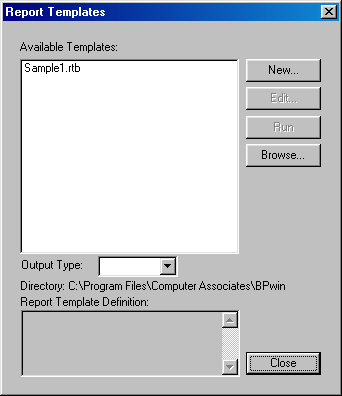 Report Templates
Available Templates:
Sample1.rtb
New...
Edit...
Run
Browse...
Output Type:
Directory: C:\Program Files\Computer Associates\BPwin
Report Template Definition:
Close